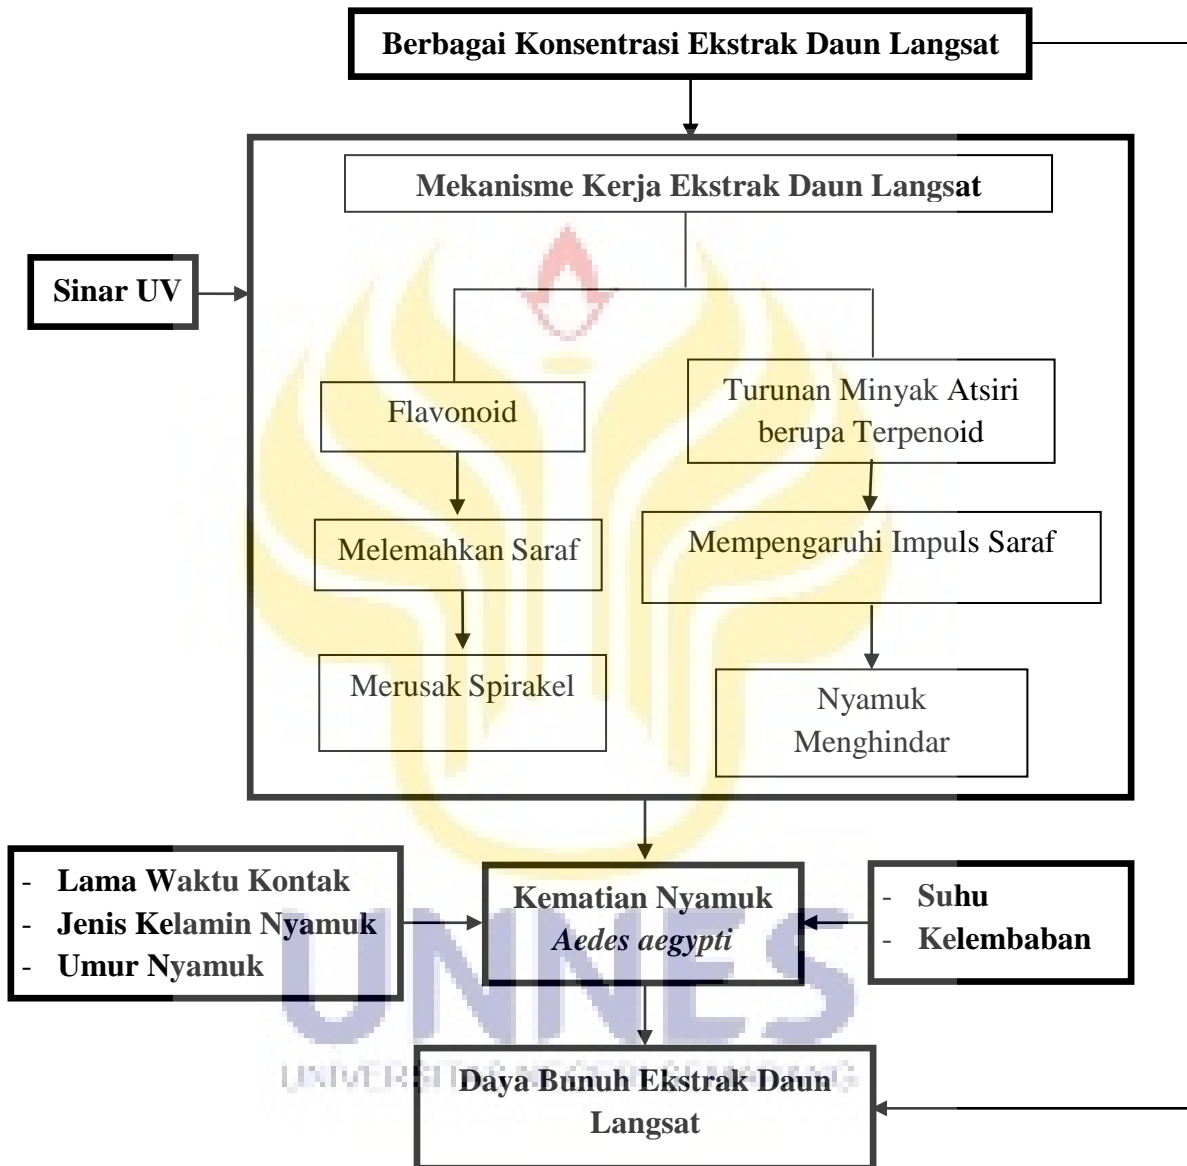 Berbagai Konsentrasi Ekstrak Daun Langsat
Mekanisme Kerja Ekstrak Daun Langsat
Sinar UV
Flavonoid
Turunan Minyak Atsiri
berupa Terpenoid
Melemahkan Saraf
Mempengaruhi Impuls Saraf
Merusak Spirakel
Nyamuk
Menghindar
- Lama Waktu Kontak
- Jenis Kelamin Nyamuk
- Umur Nyamuk
Kematian Nyamuk
Aedes aegypti
- Suhu
- Kelembaban
UNNES
Daya Bunuh Ekstrak Daun
Langsat